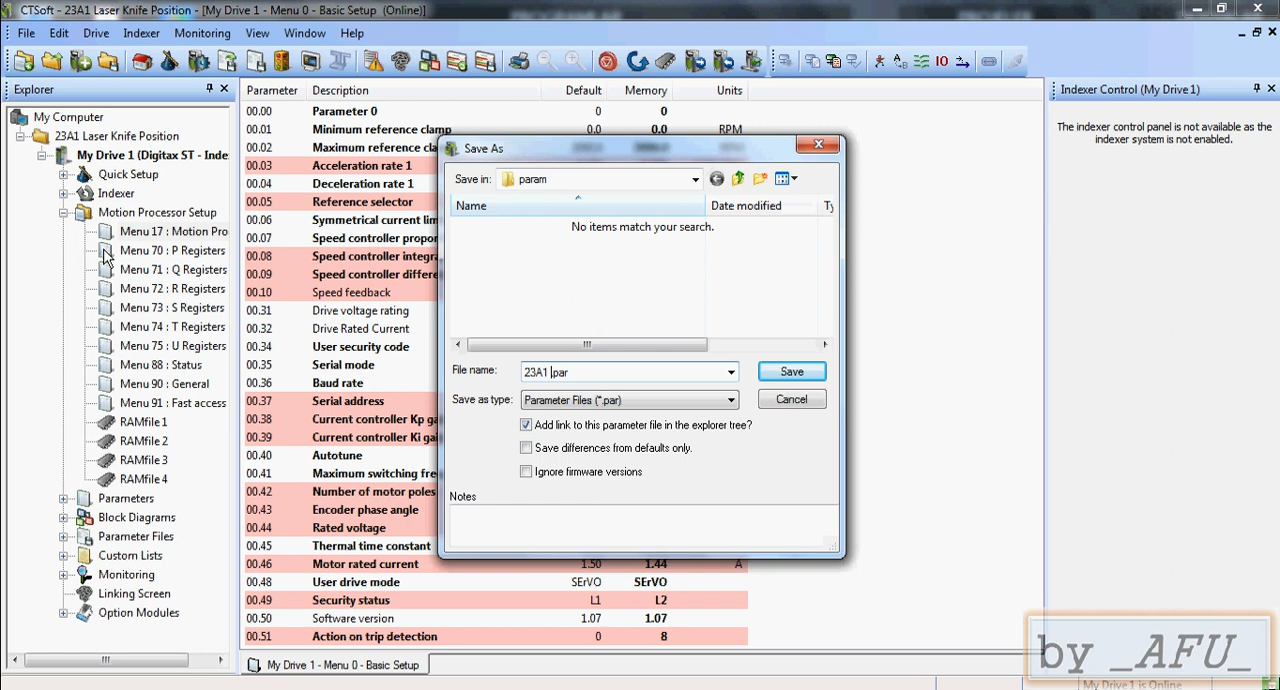 CTSoft - 23A1 Laser Knife Position - [My Drive 1 - Menu 0 - Basic Setup (Online)]
File Edit Drive Indexer Monitoring View Window Help
Explorer
My Computer
23A1 Laser Knife Position
My Drive 1 (Digitax ST - Inde
Quick Setup
Indexer
Motion Processor Setup
Menu 17 : Motion Pro
Menu 70 : P Registers
Menu 71 : Q Registers
Menu 72 : R Registers
Menu 73 : S Registers
Menu 74 : T Registers
Menu 75 : U Registers
Menu 88 : Status
Menu 90 : General
Menu 91 : Fast access
RAMfile 1
RAMfile 2
RAMfile 3
RAMfile 4
Parameters
Block Diagrams
Parameter Files
Custom Lists
Monitoring
Linking Screen
Option Modules
Parameter Description Default Memory Units
00.00 Parameter 0 0 0
00.01 Minimum reference clamp 0.0 0.0 RPM
00.02 Maximum reference cla
00.03 Acceleration rate 1
00.04 Deceleration rate 1
00.05 Reference selector
00.06 Symmetrical current lim
00.07 Speed controller propor
00.08 Speed controller integra
00.09 Speed controller differe
00.10 Speed feedback
00.31 Drive voltage rating
00.32 Drive Rated Current
00.34 User security code
00.35 Serial mode
00.36 Baud rate
00.37 Serial address
00.38 Current controller Kp ga
00.39 Current controller Ki gai
00.40 Autotune
00.41 Maximum switching fre
00.42 Number of motor poles
00.43 Encoder phase angle
00.44 Rated voltage
00.45 Thermal time constant
00.46 Motor rated current 1.50 1.44 A
00.48 User drive mode SErVO SErVO
00.49 Security status L1 L2
00.50 Software version 1.07 1.07
00.51 Action on trip detection 0 8
My Drive 1 - Menu 0 - Basic Setup
Save As
Save in: param
Name Date modified Ty
No items match your search.
File name: 23A1 .par
Save
Save as type: Parameter Files (*.par)
Cancel
Add link to this parameter file in the explorer tree?
Save differences from defaults only.
Ignore firmware versions
Notes
Indexer Control (My Drive 1)
The indexer control panel is not available as the
indexer system is not enabled.
by _AFU_
My Drive 1 is Online